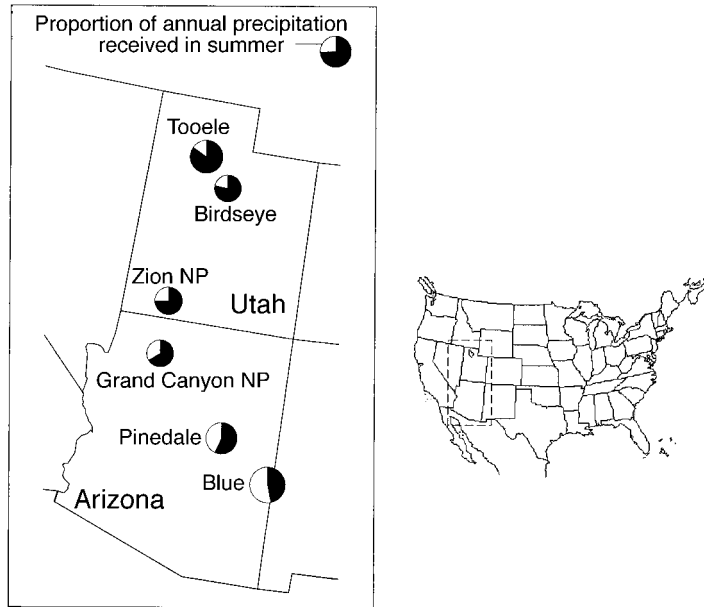 Proportion of annual precipitation
received in summer
Tooele
Birdseye
Zion NP
Utah
Grand Canyon NP
Pinedale
Blue
Arizona